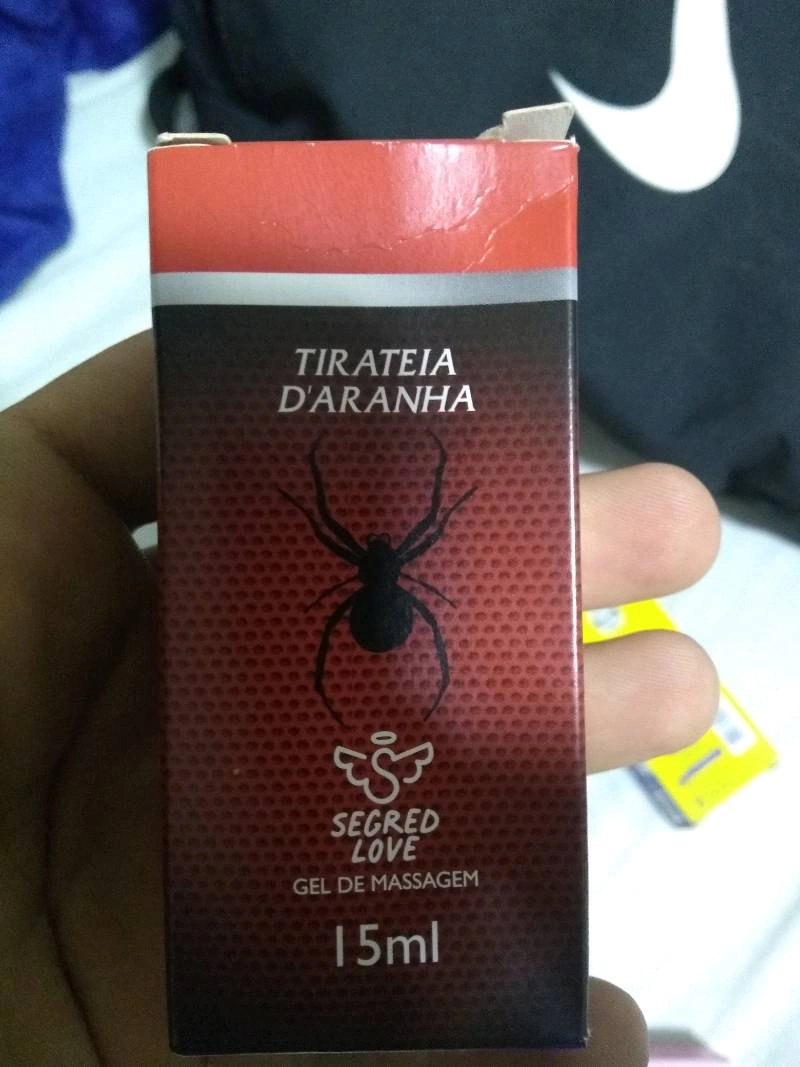 TIRATEIA
D'ARANHA
SEGRED
LOVE
GEL DE MASSAGEM
15ml